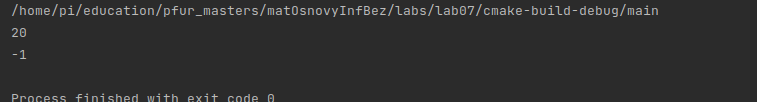 /home/pi/education/pfur_masters/matOsnovyInfBez/labs/lab07/cmake-build-debug/main
20
-1
Process finished with exit code 0